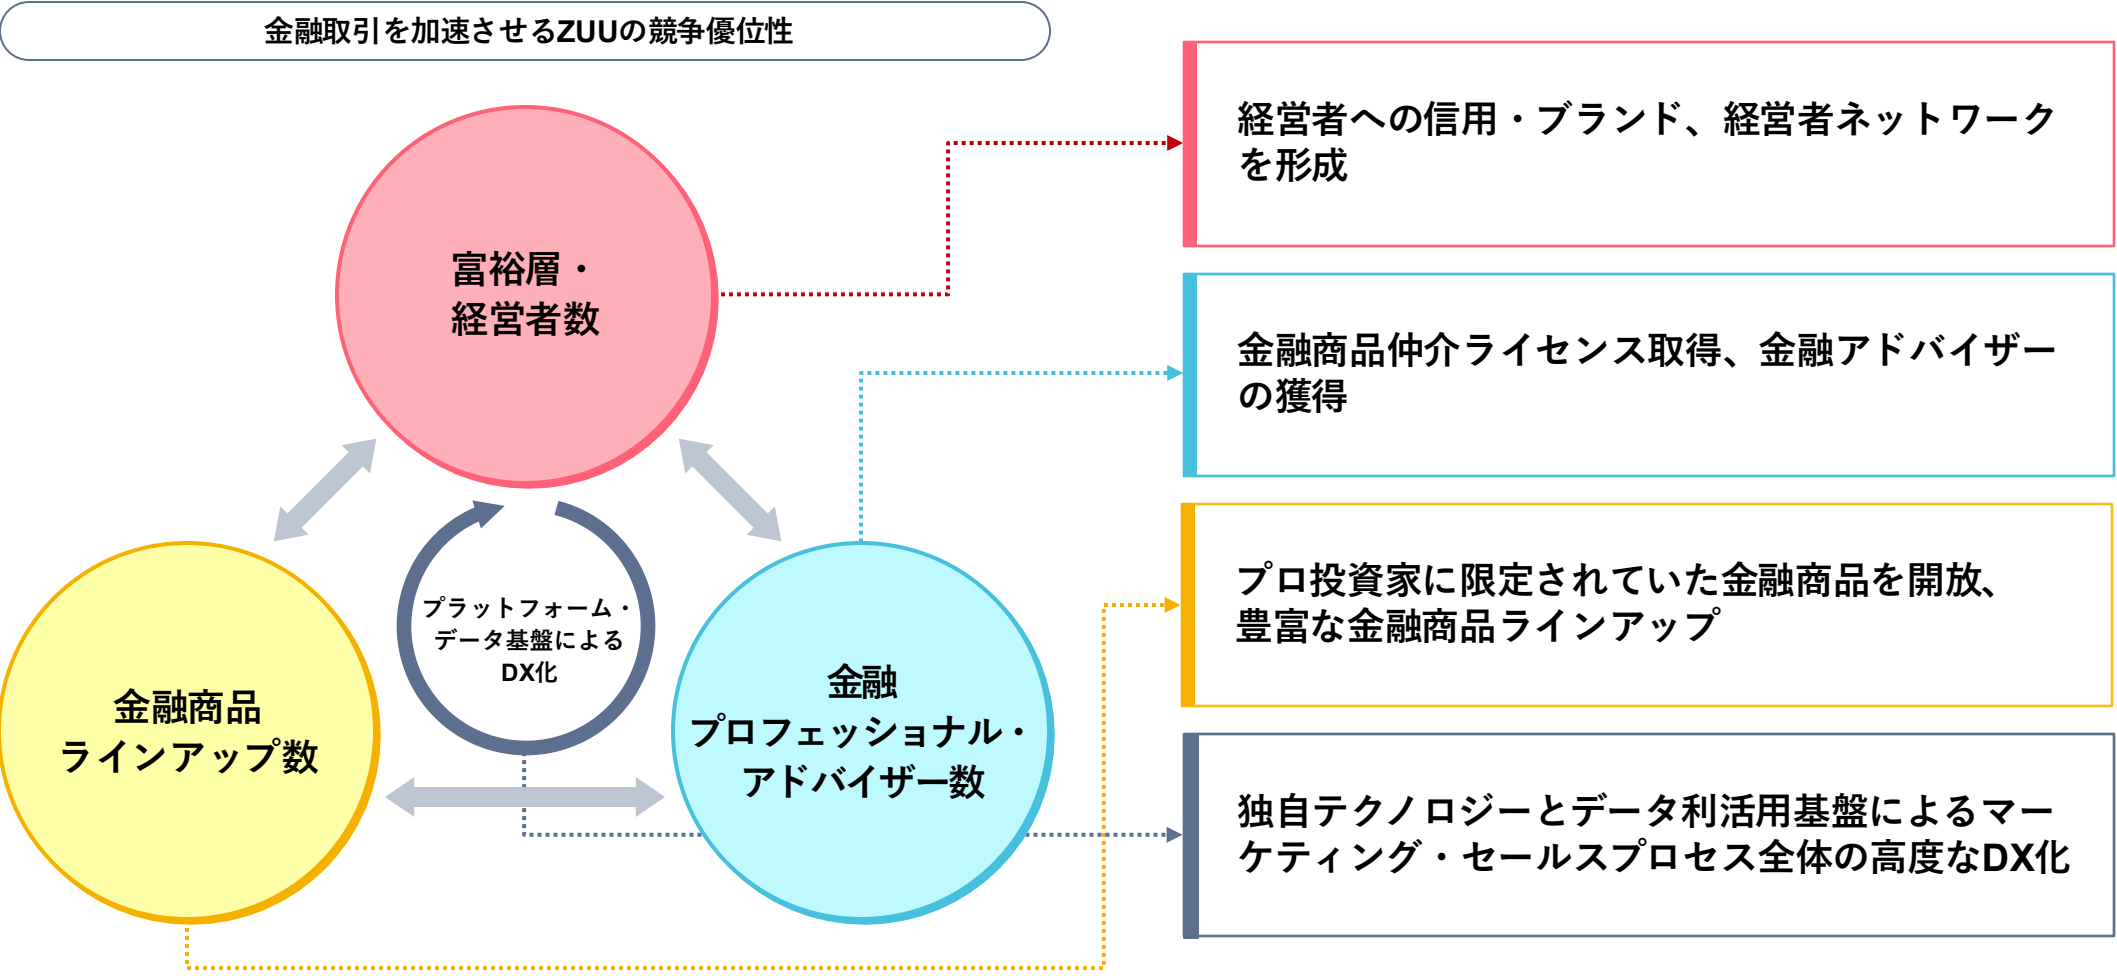 金融取引を加速させるZUUの競争優位性
富裕層・
経営者数
プラットフォーム・
データ基盤による
DX化
金融商品
ラインアップ数
金融
プロフェッショナル・
アドバイザー数
経営者への信用・ブランド、経営者ネットワーク
を形成
金融商品仲介ライセンス取得、金融アドバイザー
の獲得
プロ投資家に限定されていた金融商品を開放、
豊富な金融商品ラインアップ
独自テクノロジーとデータ利活用基盤によるマー
ケティング・セールスプロセス全体の高度なDX化